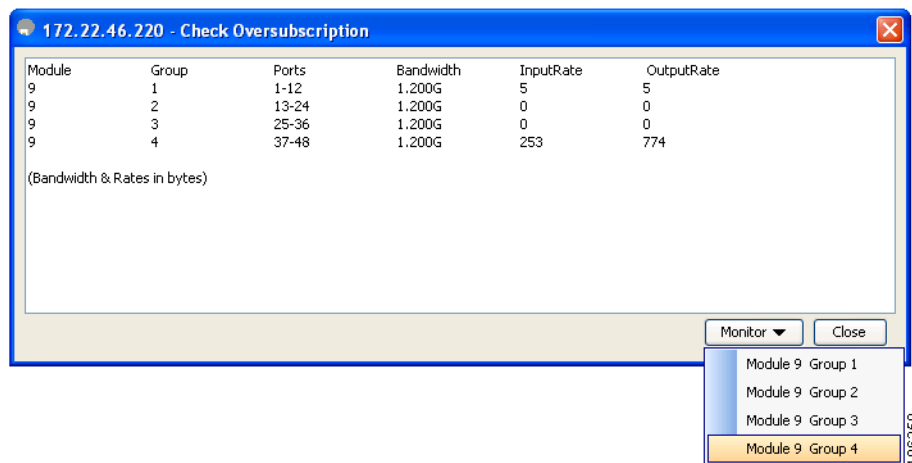 172.22.46.220 - Check Oversubscription
Module Group Ports Bandwidth InputRate OutputRate
9 1 1-12 1.200G 5 5
9 2 13-24 1.200G 0 0
9 3 25-36 1.200G 0 0
9 4 37-48 1.200G 253 774
(Bandwidth & Rates in bytes)
Monitor Close
Module 9 Group 1
Module 9 Group 2
Module 9 Group 3
Module 9 Group 4